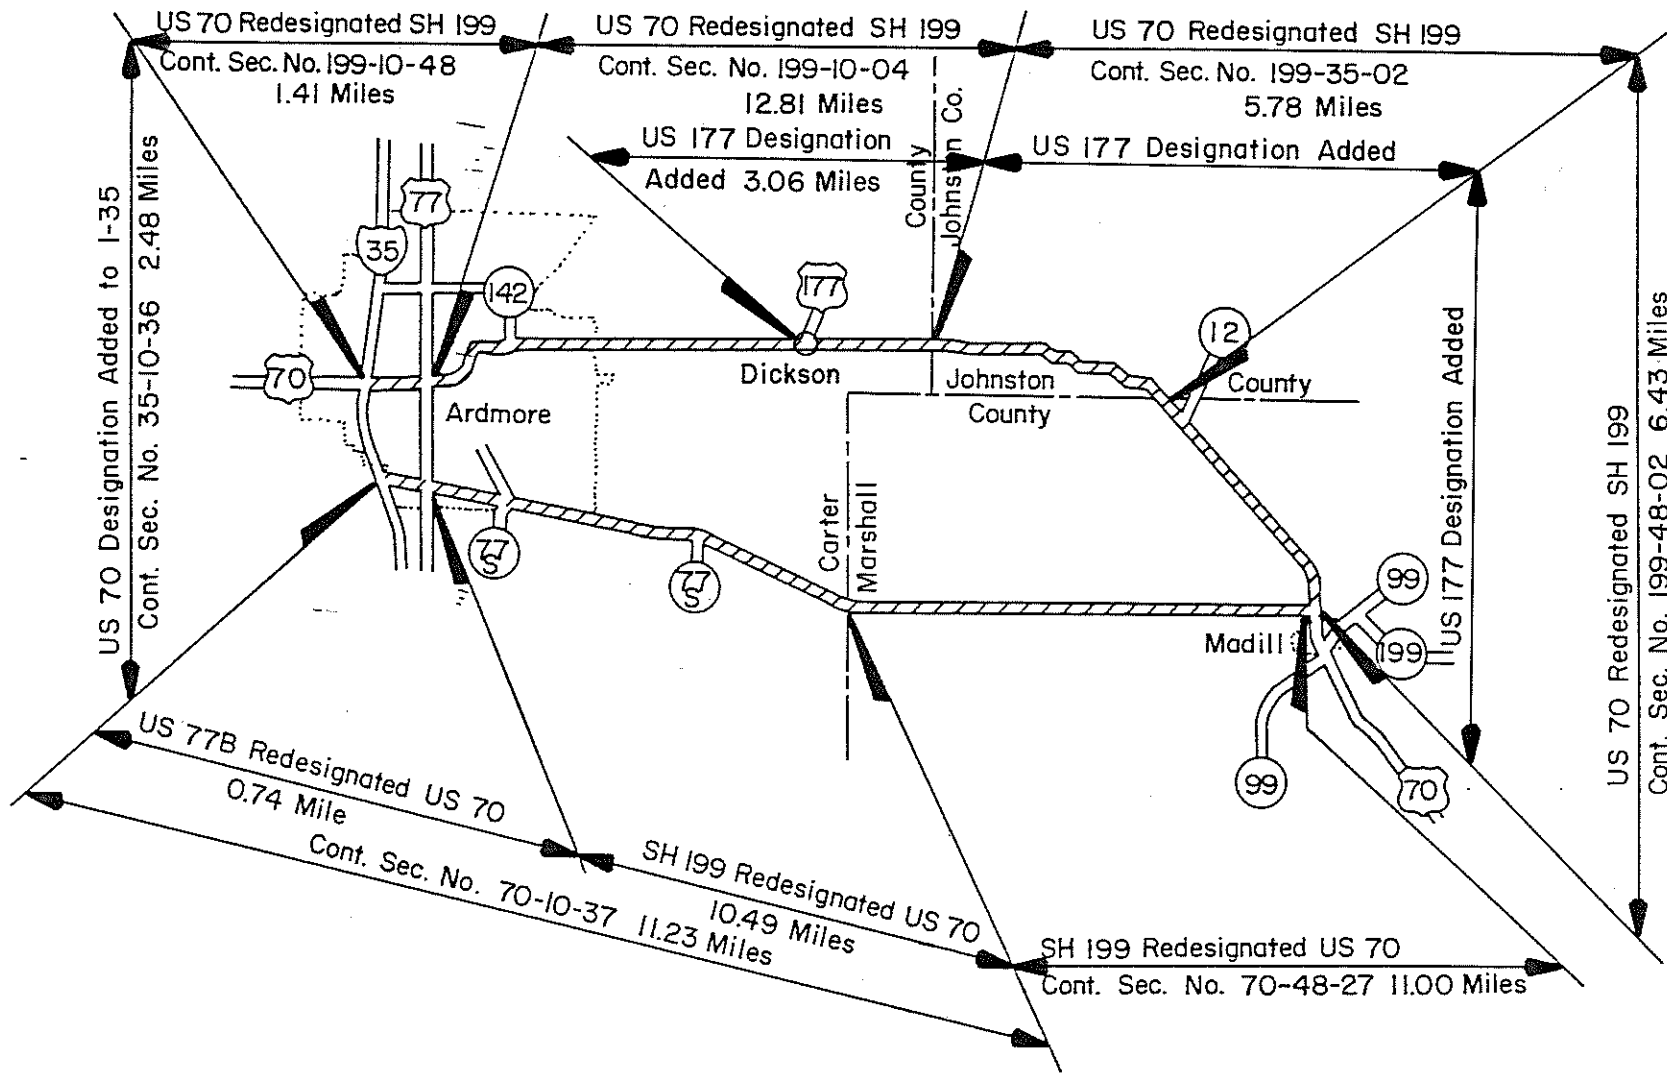 US 70 Redesignated SH 199
Cont. Sec. No. 199-10-48
1.41 Miles
US 70 Redesignated SH 199
Cont. Sec. No. 199-10-04
12.81 Miles
US 70 Redesignated SH 199
Cont. Sec. No. 199-35-02
5.78 Miles
US 177 Designation
Added 3.06 Miles
US 177 Designation Added
County
Johnston Co.
US 70 Designation Added to I-35
Cont. Sec. No. 35-10-36 2.48 Miles
77
35
142
177
12
70
Ardmore
Dickson
Johnston
County
County
Carter
Marshall
77
S
77
S
99
199
Madill
99
70
US 177 Designation Added
US 70 Redesignated SH 199
Cont. Sec. No. 199-48-02 6.43 Miles
US 77B Redesignated US 70
0.74 Mile
Cont. Sec. No. 70-10-37 11.23 Miles
SH 199 Redesignated US 70
10.49 Miles
SH 199 Redesignated US 70
Cont. Sec. No. 70-48-27 11.00 Miles